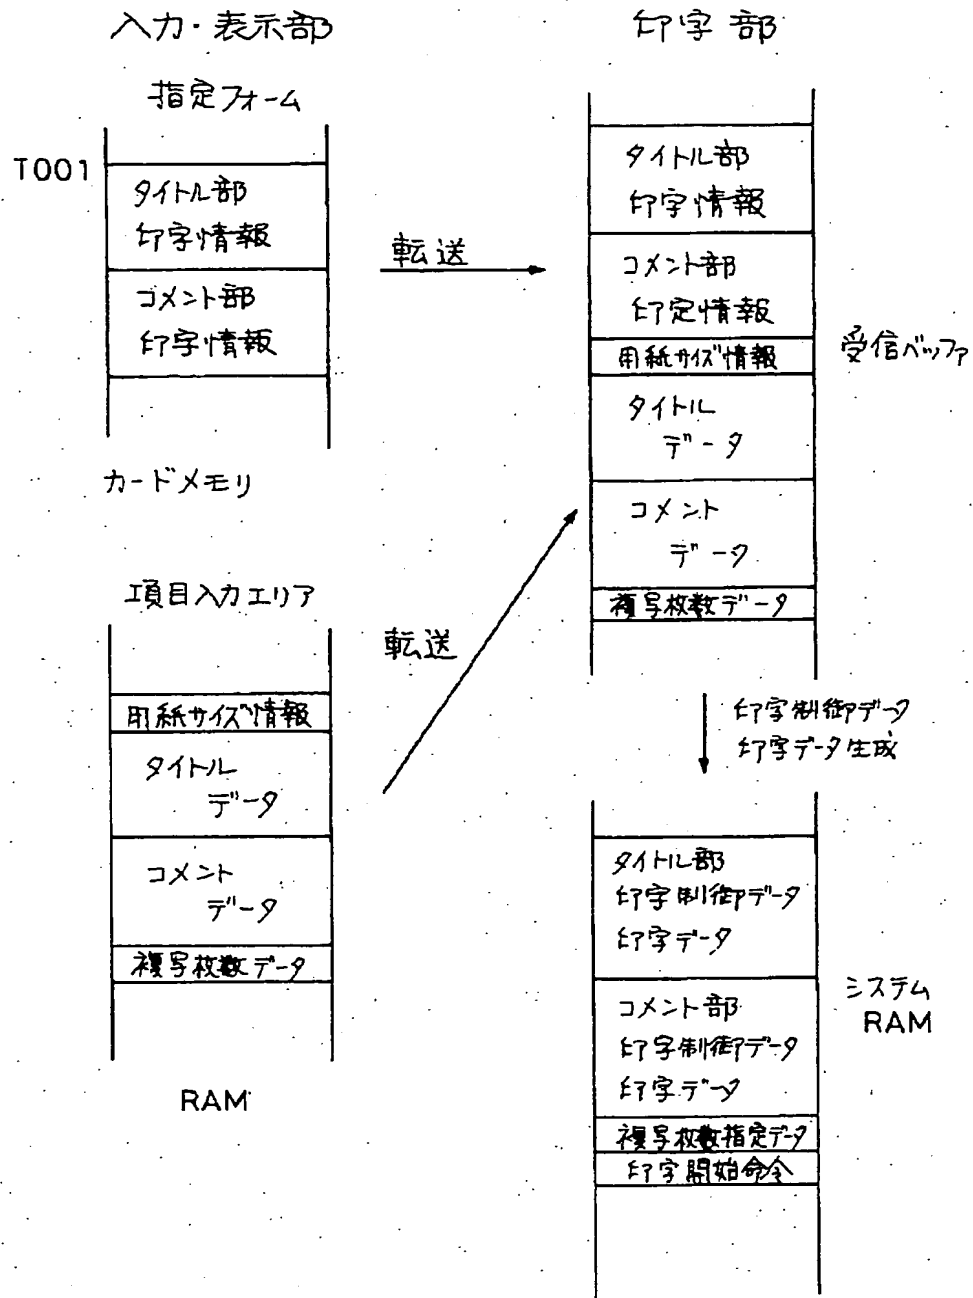 入力・表示部
指定フォーム
T001
タイトル部
印字情報
コメント部
印字情報
カードメモリ
転送
項目入力エリア
用紙サイズ情報
タイトル
データ
コメント
データ
複写枚数データ
RAM
転送
印字部
タイトル部
印字情報
コメント部
印定情報
用紙サイズ情報
タイトル
データ
コメント
データ
複写枚数データ
受信バッファ
印字制御データ
印字データ生成
タイトル部
印字制御データ
印字データ
コメント部
印字制御データ
印字データ
複写枚数指定データ
印字開始命令
システム
RAM